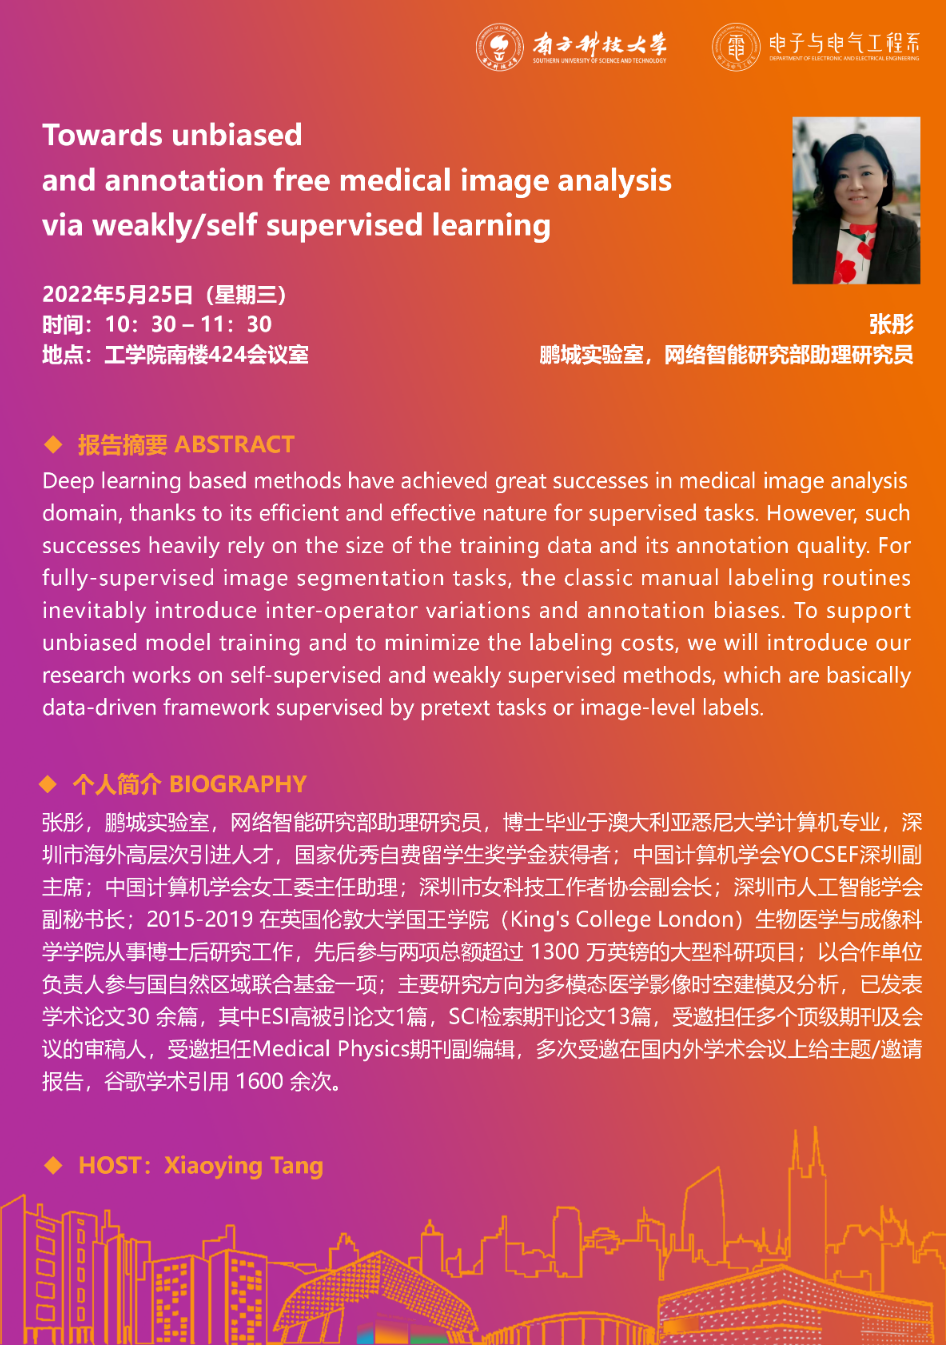 南方科技大学
SOUTHERN UNIVERSITY OF SCIENCE AND TECHNOLOGY
电子与电气工程系
DEPARTMENT OF ELECTRONIC AND ELECTRICAL ENGINEERING
Towards unbiased
and annotation free medical image analysis
via weakly/self supervised learning
2022年5月25日（星期三）
时间：10：30 – 11：30
地点：工学院南楼424会议室
张彤
鹏城实验室，网络智能研究部助理研究员
◆ 报告摘要 ABSTRACT
Deep learning based methods have achieved great successes in medical image analysis
domain, thanks to its efficient and effective nature for supervised tasks. However, such
successes heavily rely on the size of the training data and its annotation quality. For
fully-supervised image segmentation tasks, the classic manual labeling routines
inevitably introduce inter-operator variations and annotation biases. To support
unbiased model training and to minimize the labeling costs, we will introduce our
research works on self-supervised and weakly supervised methods, which are basically
data-driven framework supervised by pretext tasks or image-level labels.
◆ 个人简介 BIOGRAPHY
张彤，鹏城实验室，网络智能研究部助理研究员，博士毕业于澳大利亚悉尼大学计算机专业，深
圳市海外高层次引进人才，国家优秀自费留学生奖学金获得者；中国计算机学会YOCSEF深圳副
主席；中国计算机学会女工委主任助理；深圳市女科技工作者协会副会长；深圳市人工智能学会
副秘书长；2015-2019 在英国伦敦大学国王学院（King's College London）生物医学与成像科
学学院从事博士后研究工作，先后参与两项总额超过 1300 万英镑的大型科研项目；以合作单位
负责人参与国自然区域联合基金一项；主要研究方向为多模态医学影像时空建模及分析，已发表
学术论文30 余篇，其中ESI高被引论文1篇，SCI检索期刊论文13篇，受邀担任多个顶级期刊及会
议的审稿人，受邀担任Medical Physics期刊副编辑，多次受邀在国内外学术会议上给主题/邀请
报告，谷歌学术引用 1600 余次。
◆ HOST：Xiaoying Tang